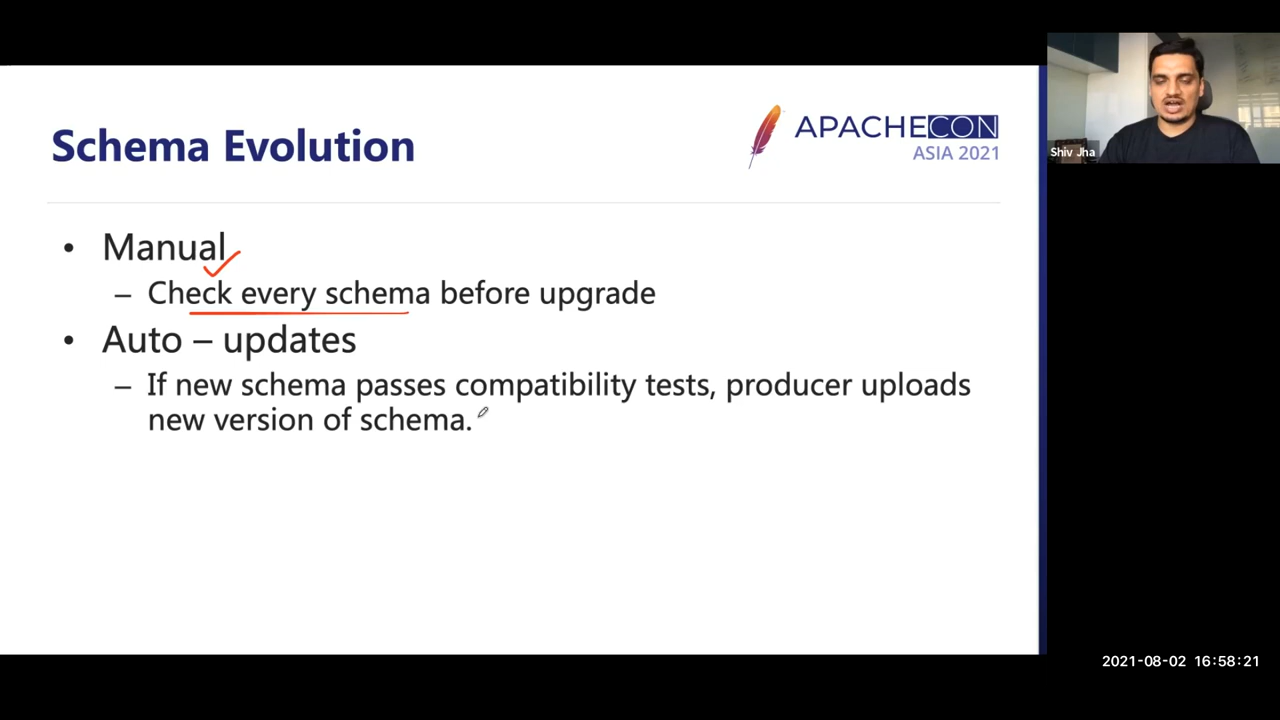 Schema Evolution
APACHECON
ASIA 2021
Shiv Jha
• Manual
– Check every schema before upgrade
• Auto – updates
– If new schema passes compatibility tests, producer uploads
new version of schema.
2021-08-02 16:58:21